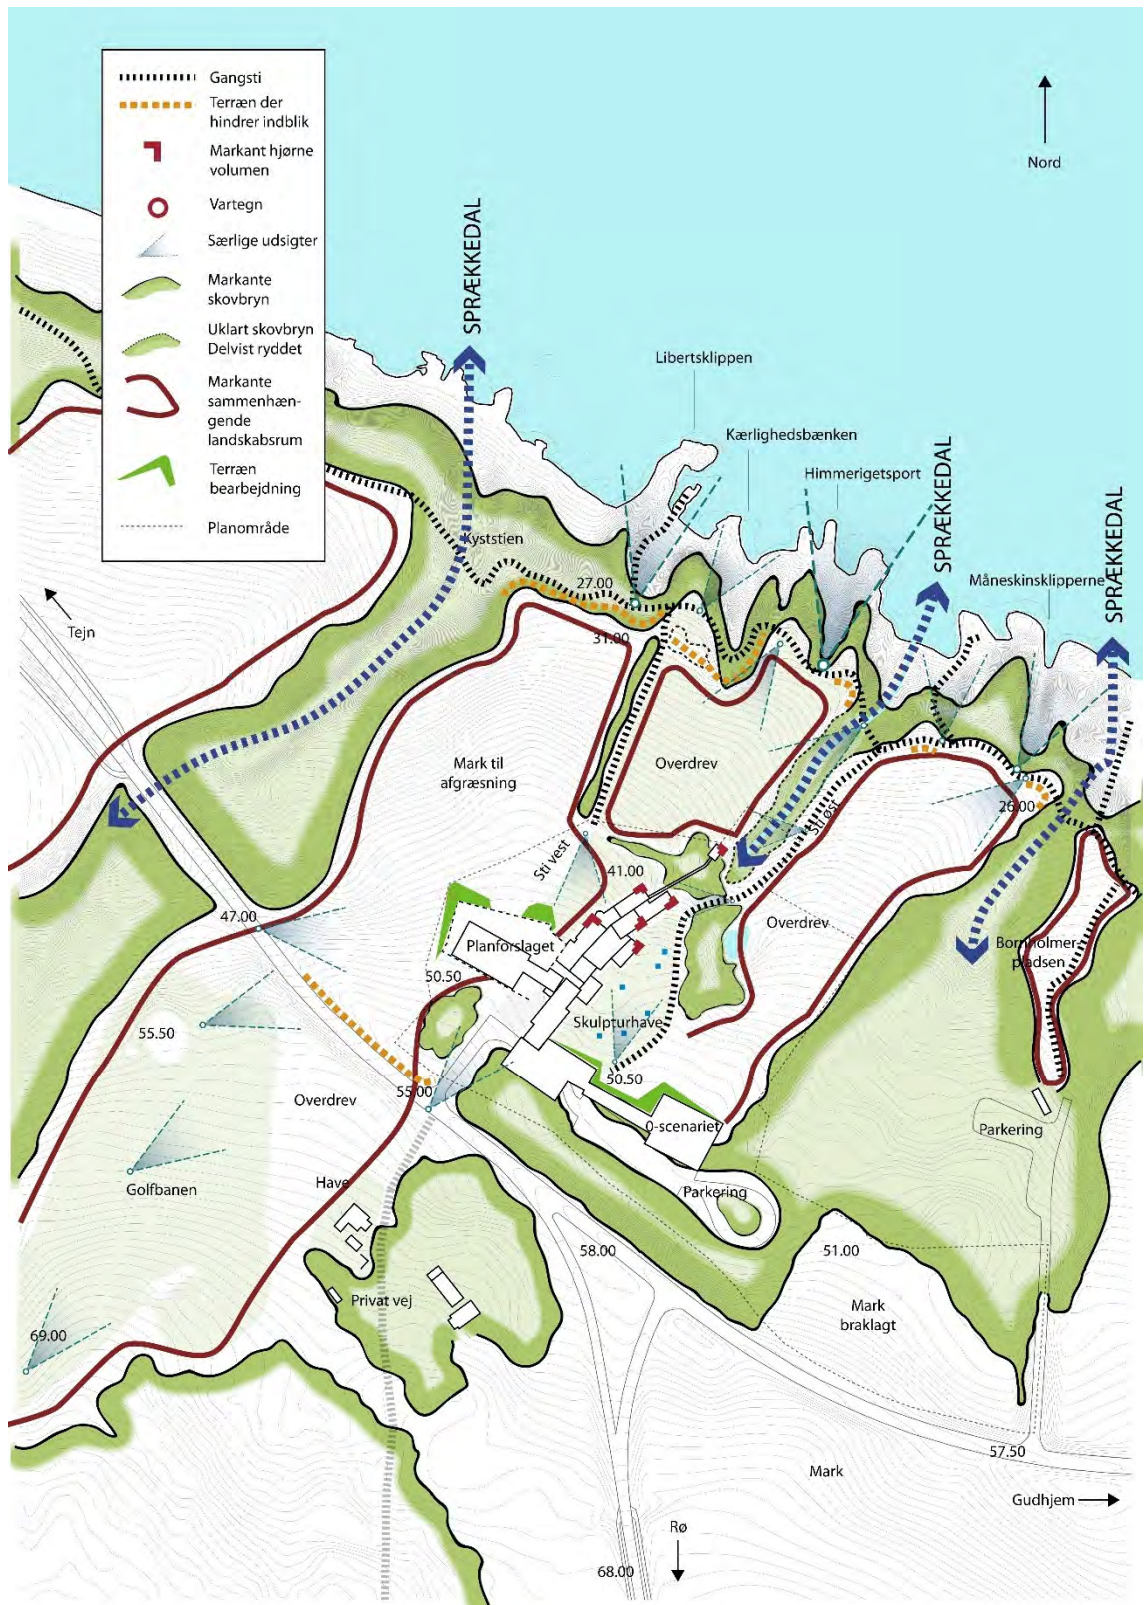 Gangsti
Terræn der
hindrer indblik
Markant hjørne
volumen
Vartegn
Særlige udsigter
Markante
skovbryn
Uklart skovbryn
Delvist ryddet
Markante
sammenhæn-
gende
landskabsrum
Terræn
bearbejdning
Planområde
Nord
SPRÆKKEDAL
Libertsklippen
Kærlighedsbænken
Himmerigetsport
SPRÆKKEDAL
Måneskinsklipperne
SPRÆKKEDAL
Kyststien
27.00
31.00
Tejn
Mark til
afgræsning
Overdrev
26.00
Sti øst
Sti vest
41.00
47.00
Planforslaget
50.50
Overdrev
Bornholmer-
pladsen
Skulpturhave
55.50
50.50
55.00
Overdrev
0-scenariet
Parkering
Golfbanen
Have
Parkering
58.00
51.00
Privat vej
Mark
braklagt
69.00
57.50
Mark
Gudhjem
Rø
68.00